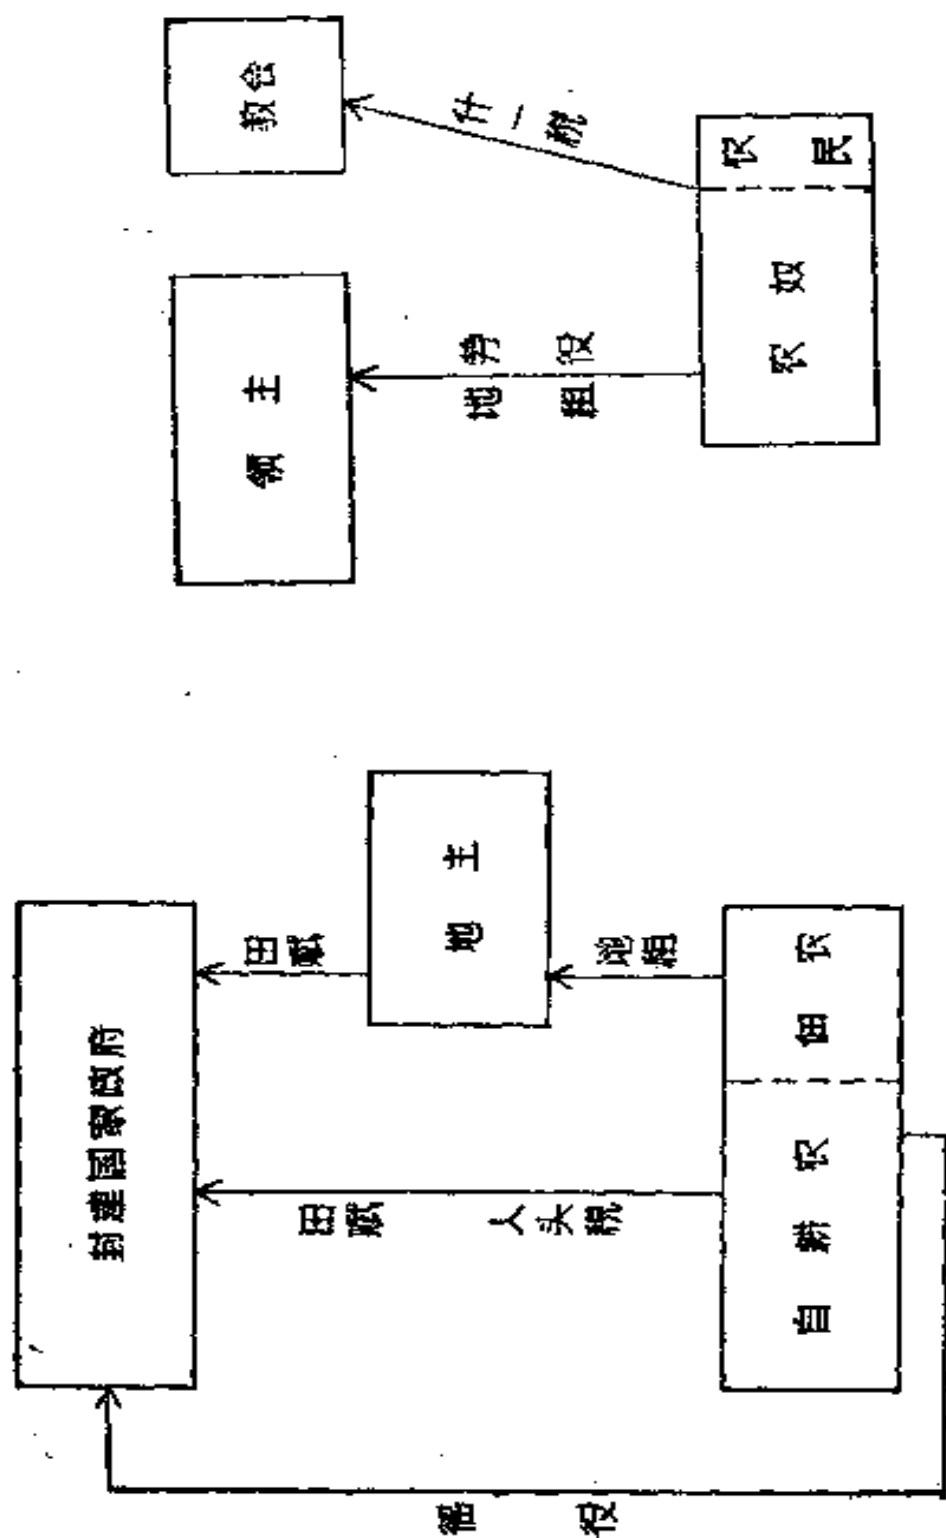 封建国家政府
田赋
地主
田赋 人头税
地租
自耕农 佃农
徭役
领主
教会
劳役
地租
什一税
农奴 农民